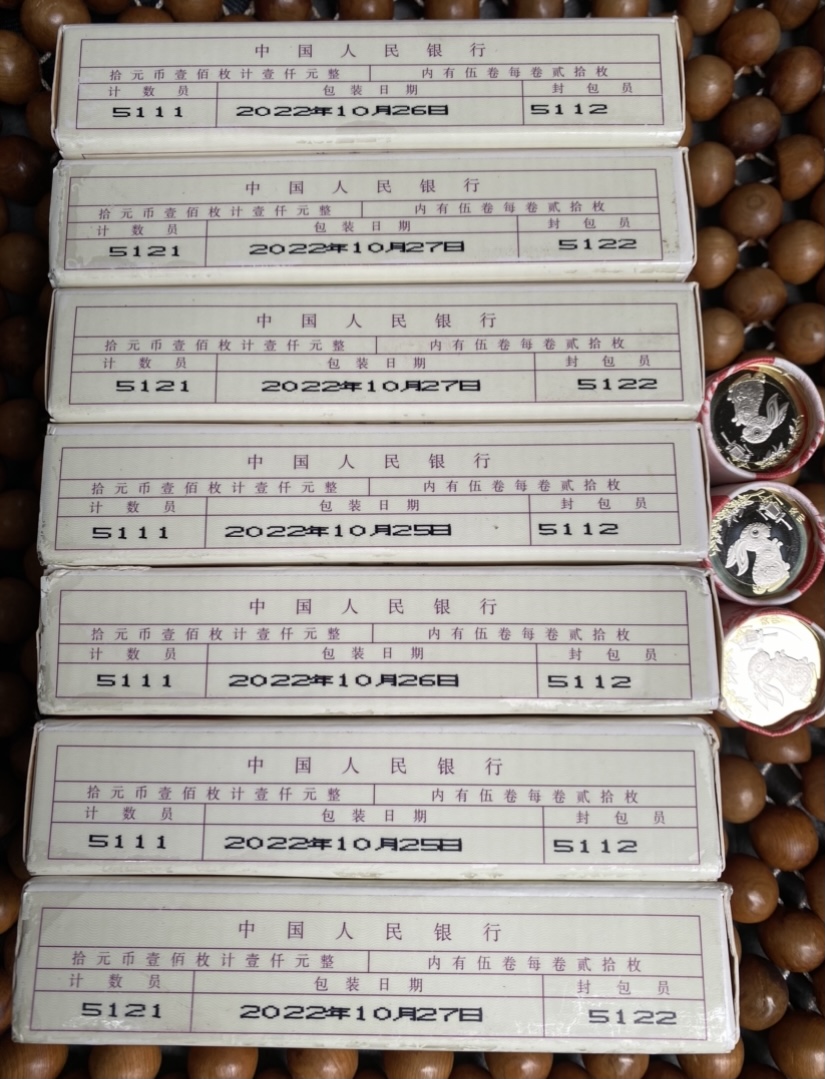 中国人民银行
拾元币壹佰枚计壹仟元整 内有伍卷每卷贰拾枚
计数员 包装日期 封包员
5111 2022年10月26日 5112
中国人民银行
拾元币壹佰枚计壹仟元整 内有伍卷每卷贰拾枚
计数员 包装日期 封包员
5121 2022年10月27日 5122
中国人民银行
拾元币壹佰枚计壹仟元整 内有伍卷每卷贰拾枚
计数员 包装日期 封包员
5121 2022年10月27日 5122
中国人民银行
拾元币壹佰枚计壹仟元整 内有伍卷每卷贰拾枚
计数员 包装日期 封包员
5111 2022年10月25日 5112
中国人民银行
拾元币壹佰枚计壹仟元整 内有伍卷每卷贰拾枚
计数员 包装日期 封包员
5111 2022年10月26日 5112
中国人民银行
拾元币壹佰枚计壹仟元整 内有伍卷每卷贰拾枚
计数员 包装日期 封包员
5111 2022年10月25日 5112
中国人民银行
拾元币壹佰枚计壹仟元整 内有伍卷每卷贰拾枚
计数员 包装日期 封包员
5121 2022年10月27日 5122